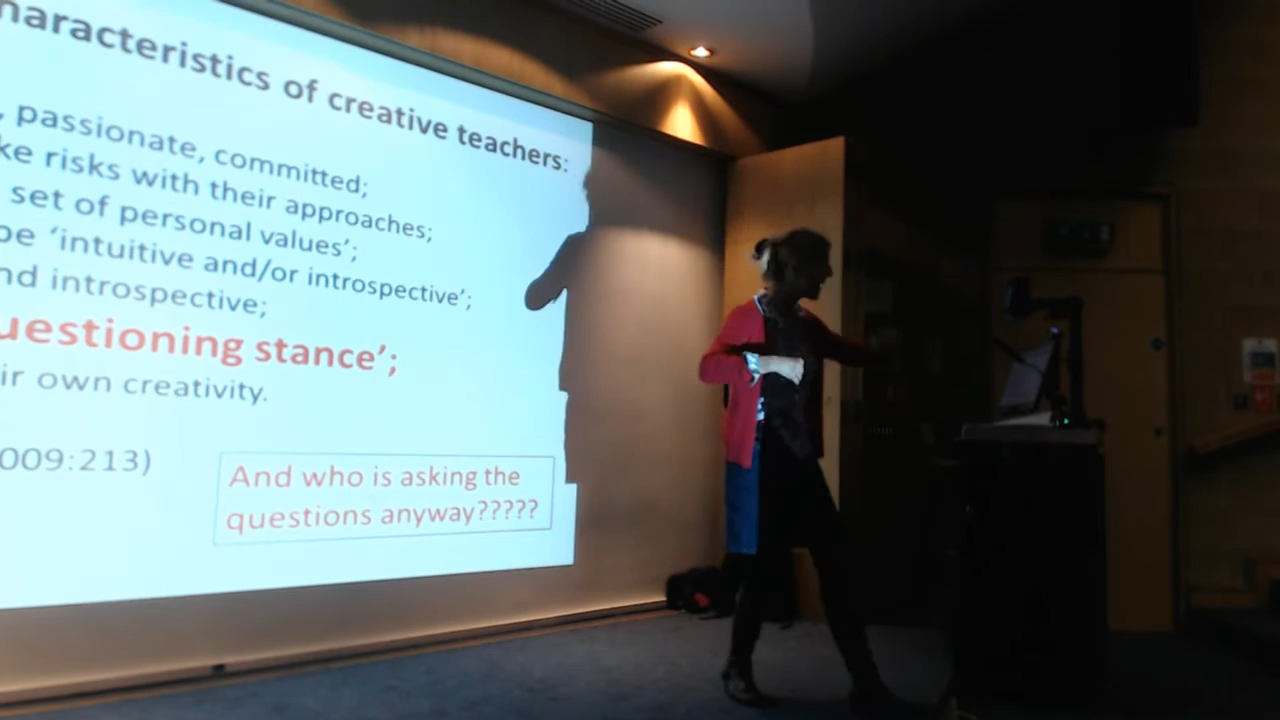 haracteristics of creative teachers:
, passionate, committed;
ke risks with their approaches;
set of personal values’;
be ‘intuitive and/or introspective’;
nd introspective;
uestioning stance’;
ir own creativity.
009:213)
And who is asking the
questions anyway?????